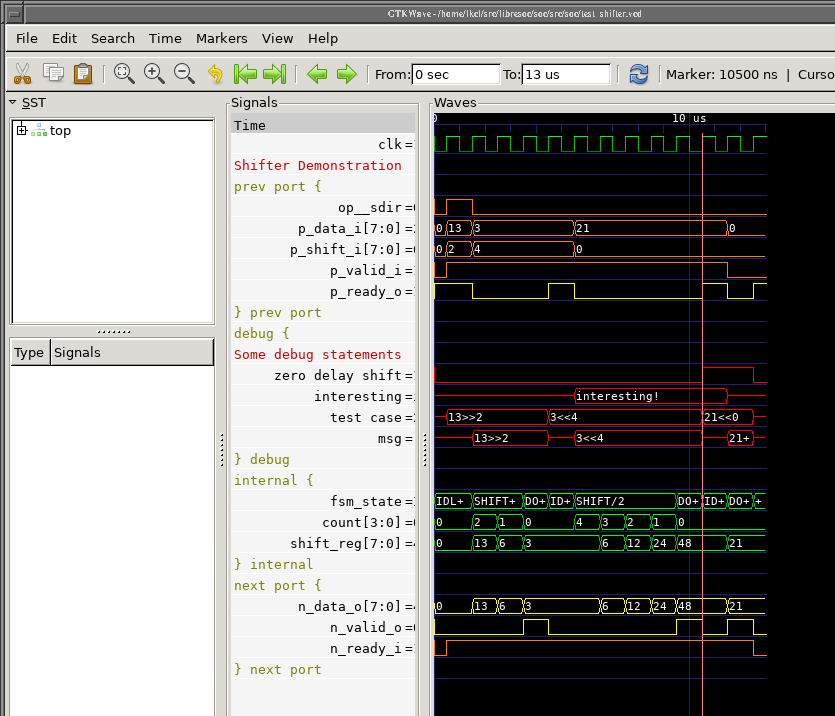 GTKWave - /home/lkcl/src/libresoc/soc/src/soc/test_shifter.vcd
File Edit Search Time Markers View Help
From: 0 sec To: 13 us Marker: 10500 ns | Curso
SST
top
Type Signals
Signals
Time
clk=
Shifter Demonstration
prev port {
op__sdir=
p_data_i[7:0]=
p_shift_i[7:0]=
p_valid_i=
p_ready_o=
} prev port
debug {
Some debug statements
zero delay shift=
interesting=
test case=
msg=
} debug
internal {
fsm_state=
count[3:0]=
shift_reg[7:0]=
} internal
next port {
n_data_o[7:0]=
n_valid_o=
n_ready_i=
} next port
Waves
0 10 us
0 13 3 21 0
0 2 4 0
interesting!
13>>2 3<<4 21<<0
13>>2 3<<4 21+
IDL+ SHIFT+ DO+ ID+ SHIFT/2 DO+ ID+ DO+ +
0 2 1 0 4 3 2 1 0
0 13 6 3 6 12 24 48 21
0 13 6 3 6 12 24 48 21